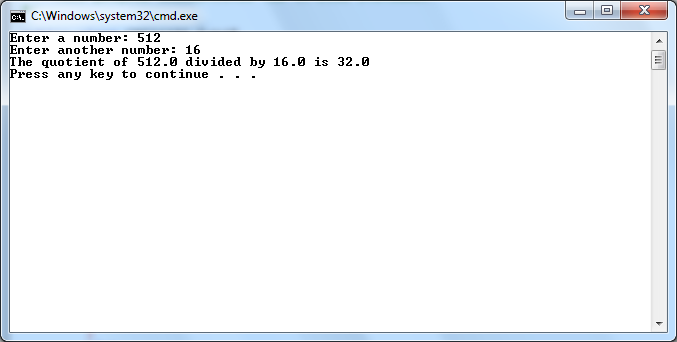 C:\Windows\system32\cmd.exe
Enter a number: 512
Enter another number: 16
The quotient of 512.0 divided by 16.0 is 32.0
Press any key to continue . . .